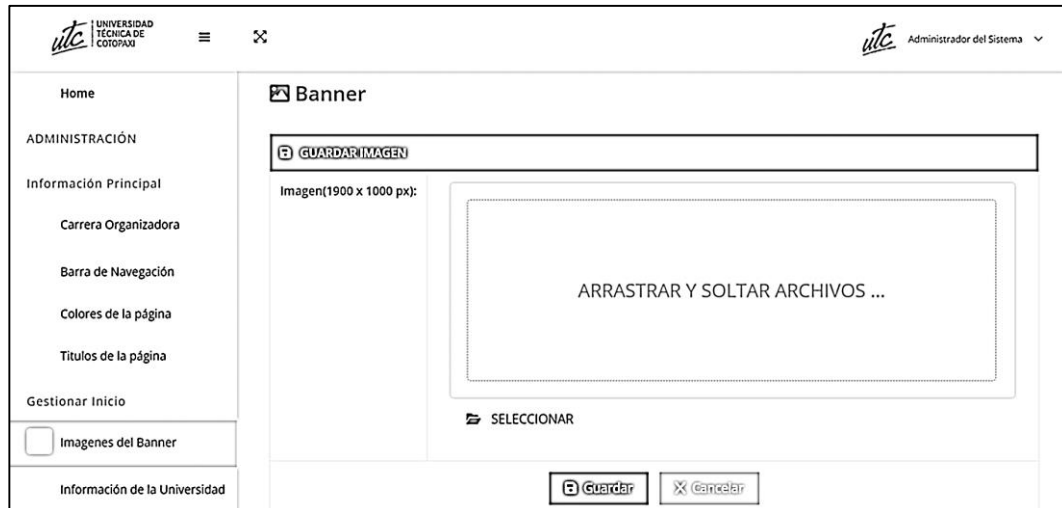 utc UNIVERSIDAD
TÉCNICA DE
COTOPAXI
utc Administrador del Sistema
Home
ADMINISTRACIÓN
Información Principal
Carrera Organizadora
Barra de Navegación
Colores de la página
Titulos de la página
Gestionar Inicio
Imagenes del Banner
Información de la Universidad
Banner
GUARDAR IMAGEN
Imagen(1900 x 1000 px):
ARRASTRAR Y SOLTAR ARCHIVOS ...
SELECCIONAR
Guardar
Cancelar